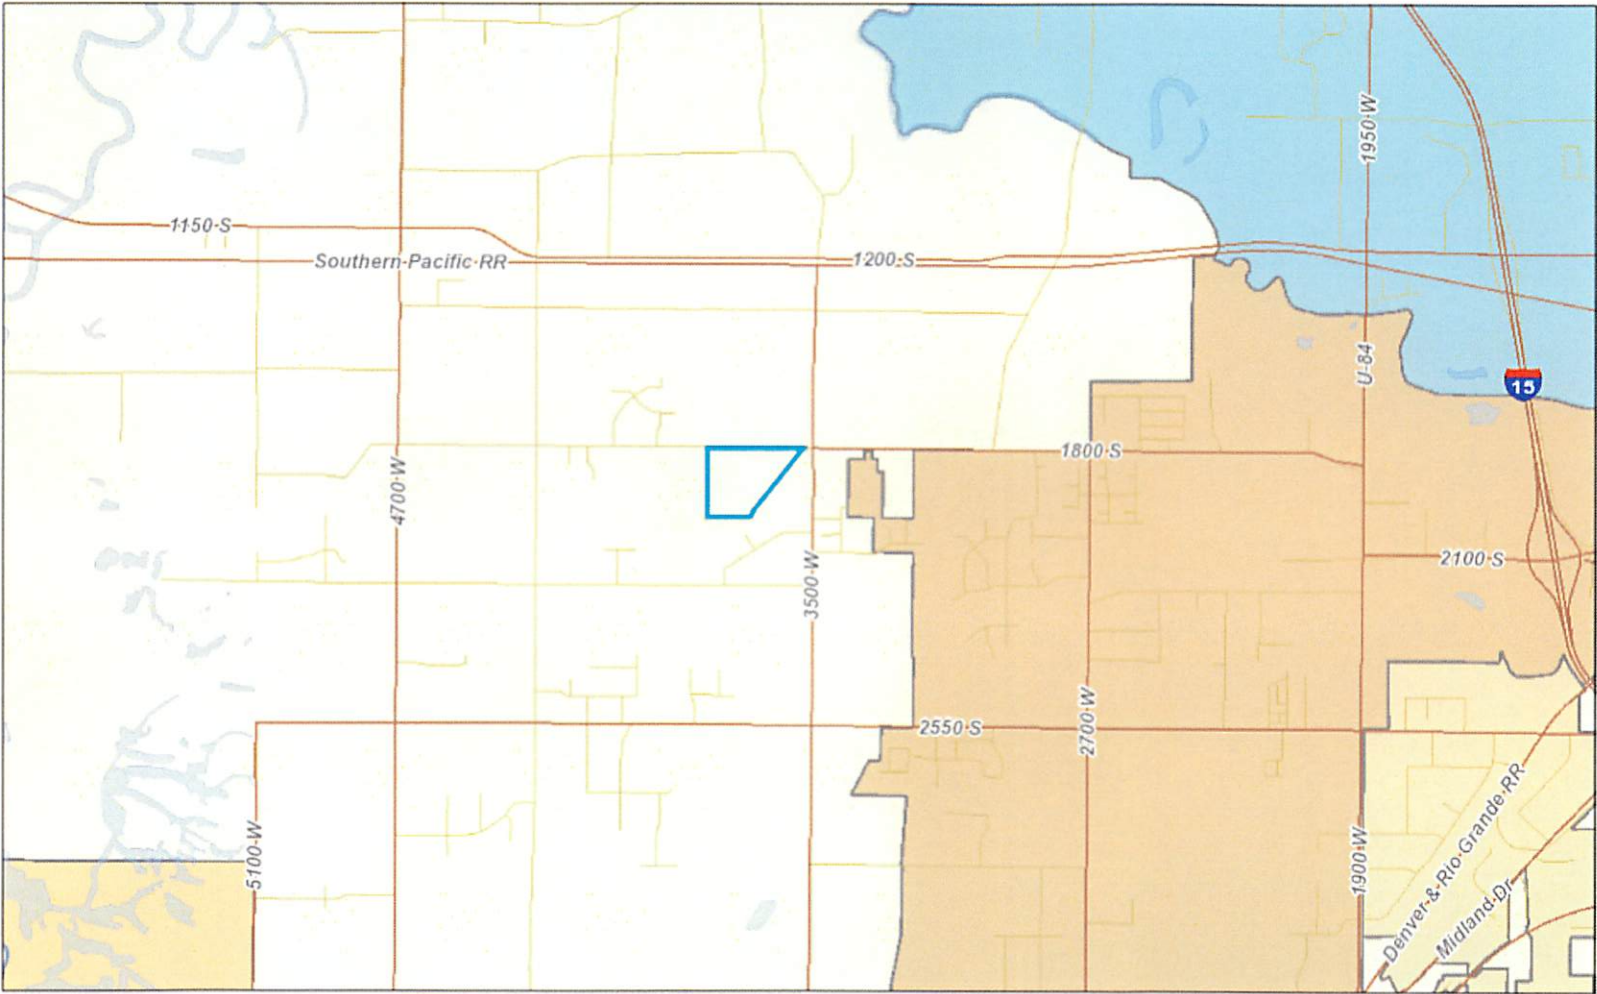 1950 W
1150 S
Southern Pacific RR
1200 S
U-84
15
1800 S
4700 W
2100 S
3500 W
2700 W
2550 S
5100 W
1900 W
Denver & Rio Grande RR
Midland Dr